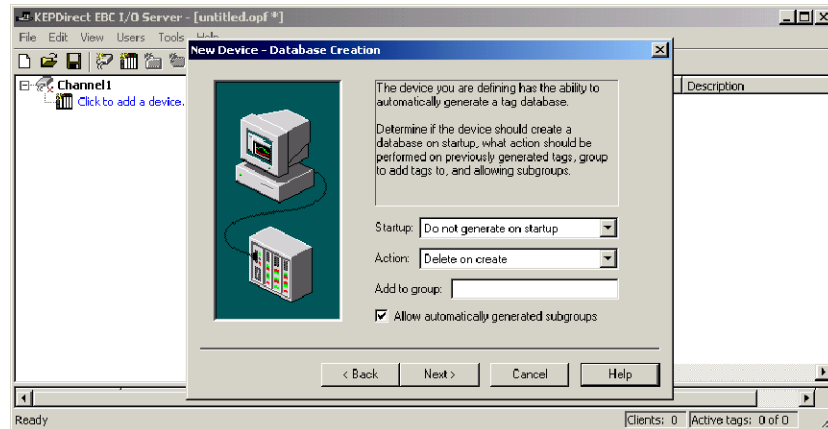 KEPDirect EBC I/O Server - [untitled.opf *]
File Edit View Users Tools Help
New Device - Database Creation
Channel1
Click to add a device.
Description
The device you are defining has the ability to
automatically generate a tag database.
Determine if the device should create a
database on startup, what action should be
performed on previously generated tags, group
to add tags to, and allowing subgroups.
Startup: Do not generate on startup
Action: Delete on create
Add to group:
Allow automatically generated subgroups
< Back Next > Cancel Help
Ready Clients: 0 Active tags: 0 of 0